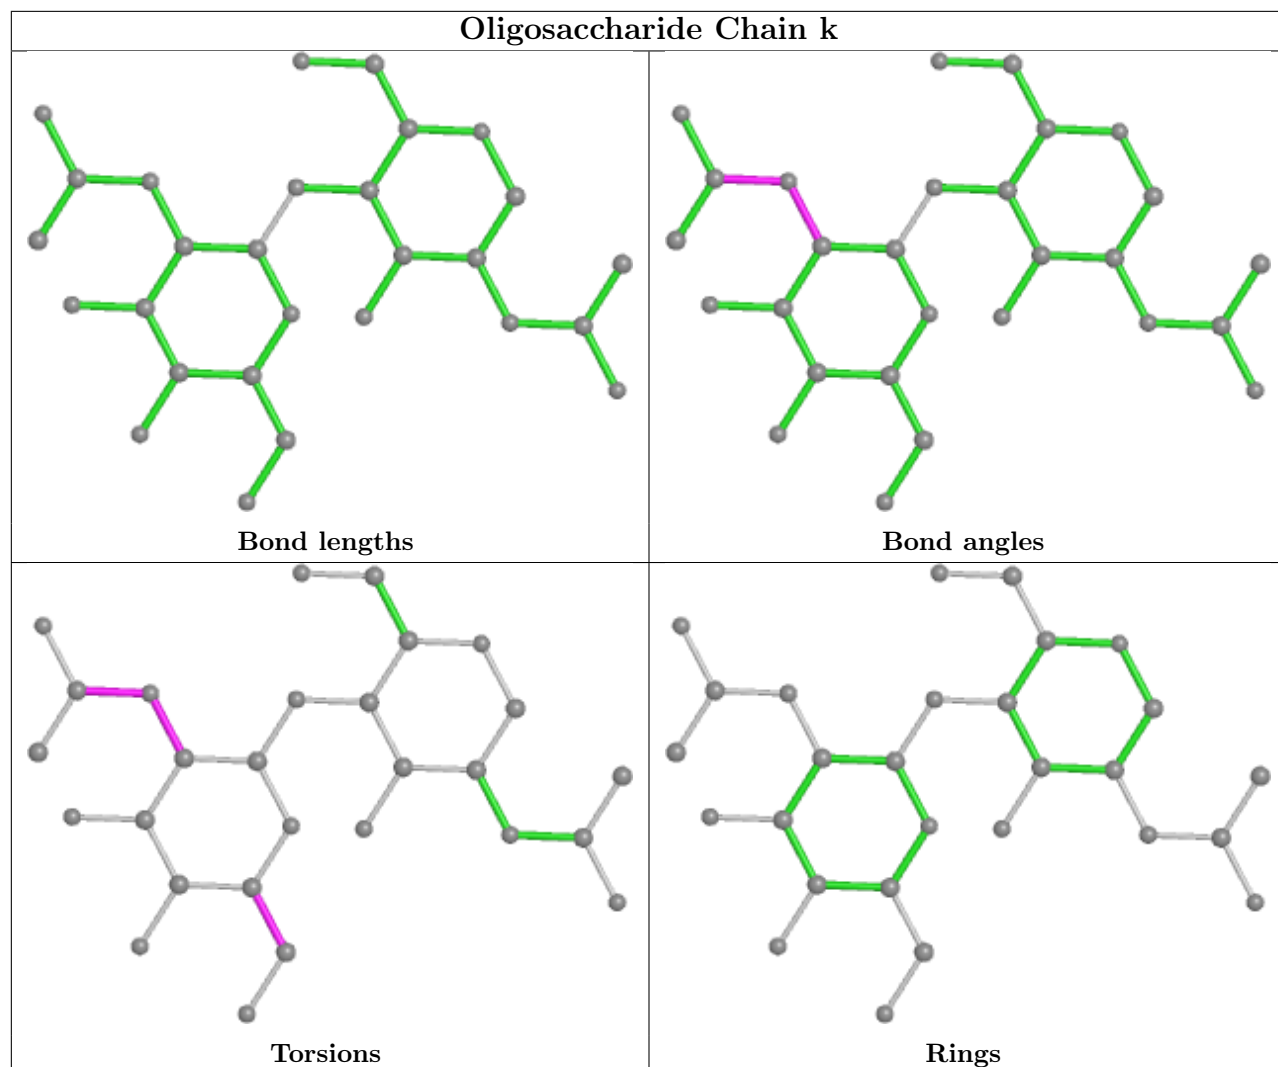 Oligosaccharide Chain k
Bond lengths
Bond angles
Torsions
Rings